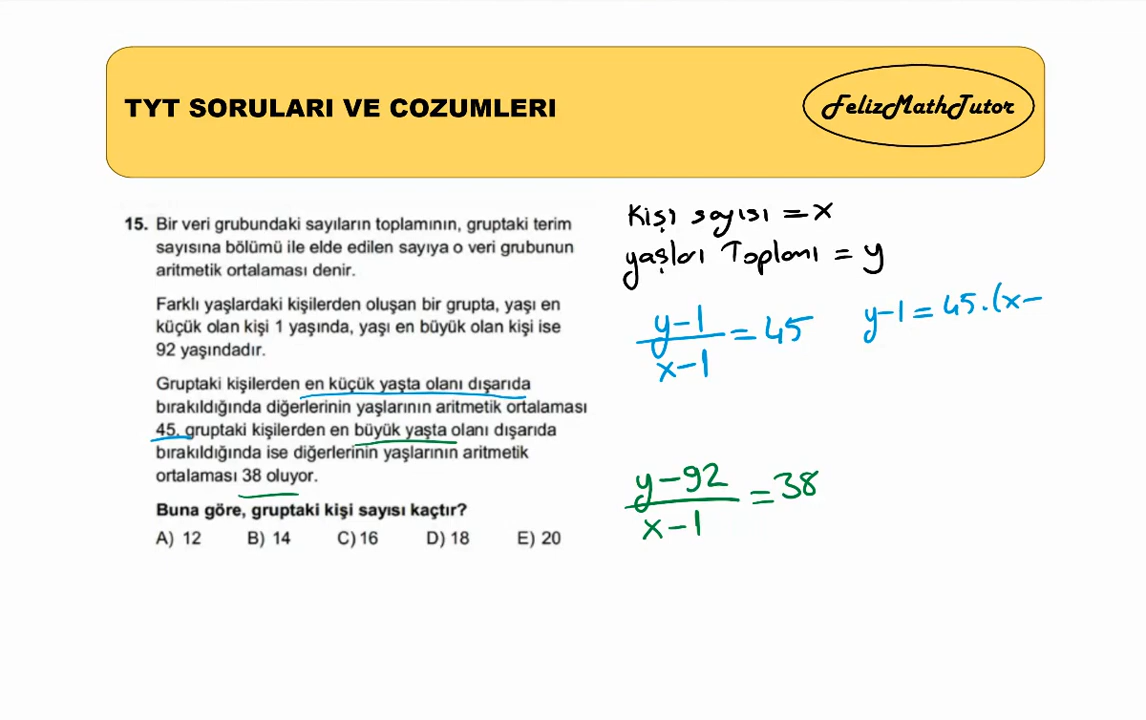 TYT SORULARI VE COZUMLERI
FelizMathTutor
15. Bir veri grubundaki sayıların toplamının, gruptaki terim
sayısına bölümü ile elde edilen sayıya o veri grubunun
aritmetik ortalaması denir.
Farklı yaşlardaki kişilerden oluşan bir grupta, yaşı en
küçük olan kişi 1 yaşında, yaşı en büyük olan kişi ise
92 yaşındadır.
Gruptaki kişilerden en küçük yaşta olanı dışarıda
bırakıldığında diğerlerinin yaşlarının aritmetik ortalaması
45, gruptaki kişilerden en büyük yaşta olanı dışarıda
bırakıldığında ise diğerlerinin yaşlarının aritmetik
ortalaması 38 oluyor.
Buna göre, gruptaki kişi sayısı kaçtır?
A) 12 B) 14 C) 16 D) 18 E) 20
Kişi sayısı = x
yaşları Toplamı = y
y-1
x-1
= 45
y-1 = 45.(x-
y-92
x-1
= 38